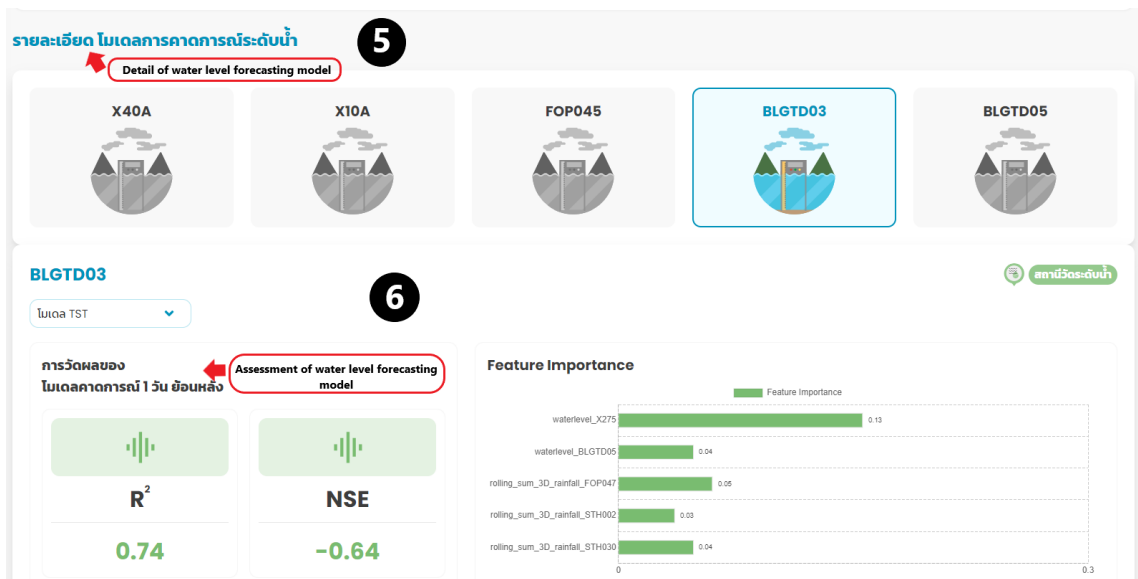 รายละเอียด โมเดลการคาดการณ์ระดับน้ำ
5
Detail of water level forecasting model
X40A
X10A
FOP045
BLGTD03
BLGTD05
BLGTD03
สถานีวัดระดับน้ำ
โมเดล TST
6
การวัดผลของ
โมเดลคาดการณ์ 1 วัน ย้อนหลัง
Assessment of water level forecasting
model
R²
0.74
NSE
-0.64
Feature Importance
Feature Importance
waterlevel_X275
0.13
waterlevel_BLGTD05
0.04
rolling_sum_3D_rainfall_FOP047
0.05
rolling_sum_3D_rainfall_STH002
0.03
rolling_sum_3D_rainfall_STH030
0.04
0
0.3